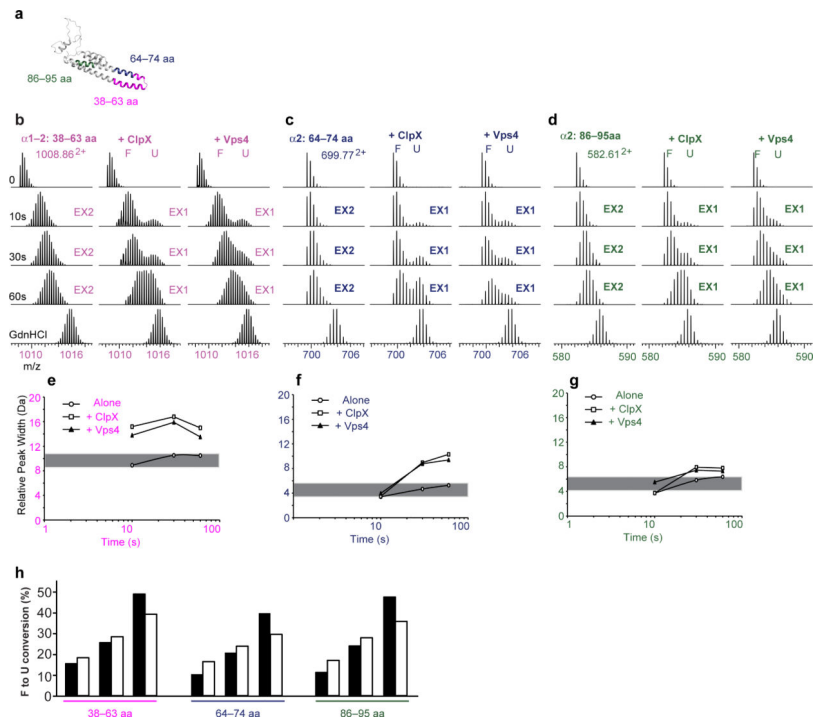 a
64–74 aa
86–95 aa
38–63 aa
b
α1–2: 38–63 aa
+ ClpX
+ Vps4
1008.86²⁺
F U
F U
0
10s
EX2
EX1
EX1
30s
EX2
EX1
EX1
60s
EX2
EX1
EX1
GdnHCl
1010 1016
1010 1016
1010 1016
m/z
c
α2: 64–74 aa
+ ClpX
+ Vps4
699.77²⁺
F U
F U
EX2
EX1
EX1
EX2
EX1
EX1
EX2
EX1
EX1
700 706
700 706
700 706
d
α2: 86–95aa
+ ClpX
+ Vps4
582.61²⁺
F U
F U
EX2
EX1
EX1
EX2
EX1
EX1
EX2
EX1
EX1
580 590
580 590
580 590
e
Alone
+ ClpX
+ Vps4
Relative Peak Width (Da)
20
16
12
8
4
0
1 10 100
Time (s)
f
Alone
+ ClpX
+ Vps4
20
16
12
8
4
0
1 10 100
Time (s)
g
Alone
+ ClpX
+ Vps4
20
16
12
8
4
0
1 10 100
Time (s)
h
F to U conversion (%)
50
40
30
20
10
0
38–63 aa
64–74 aa
86–95 aa